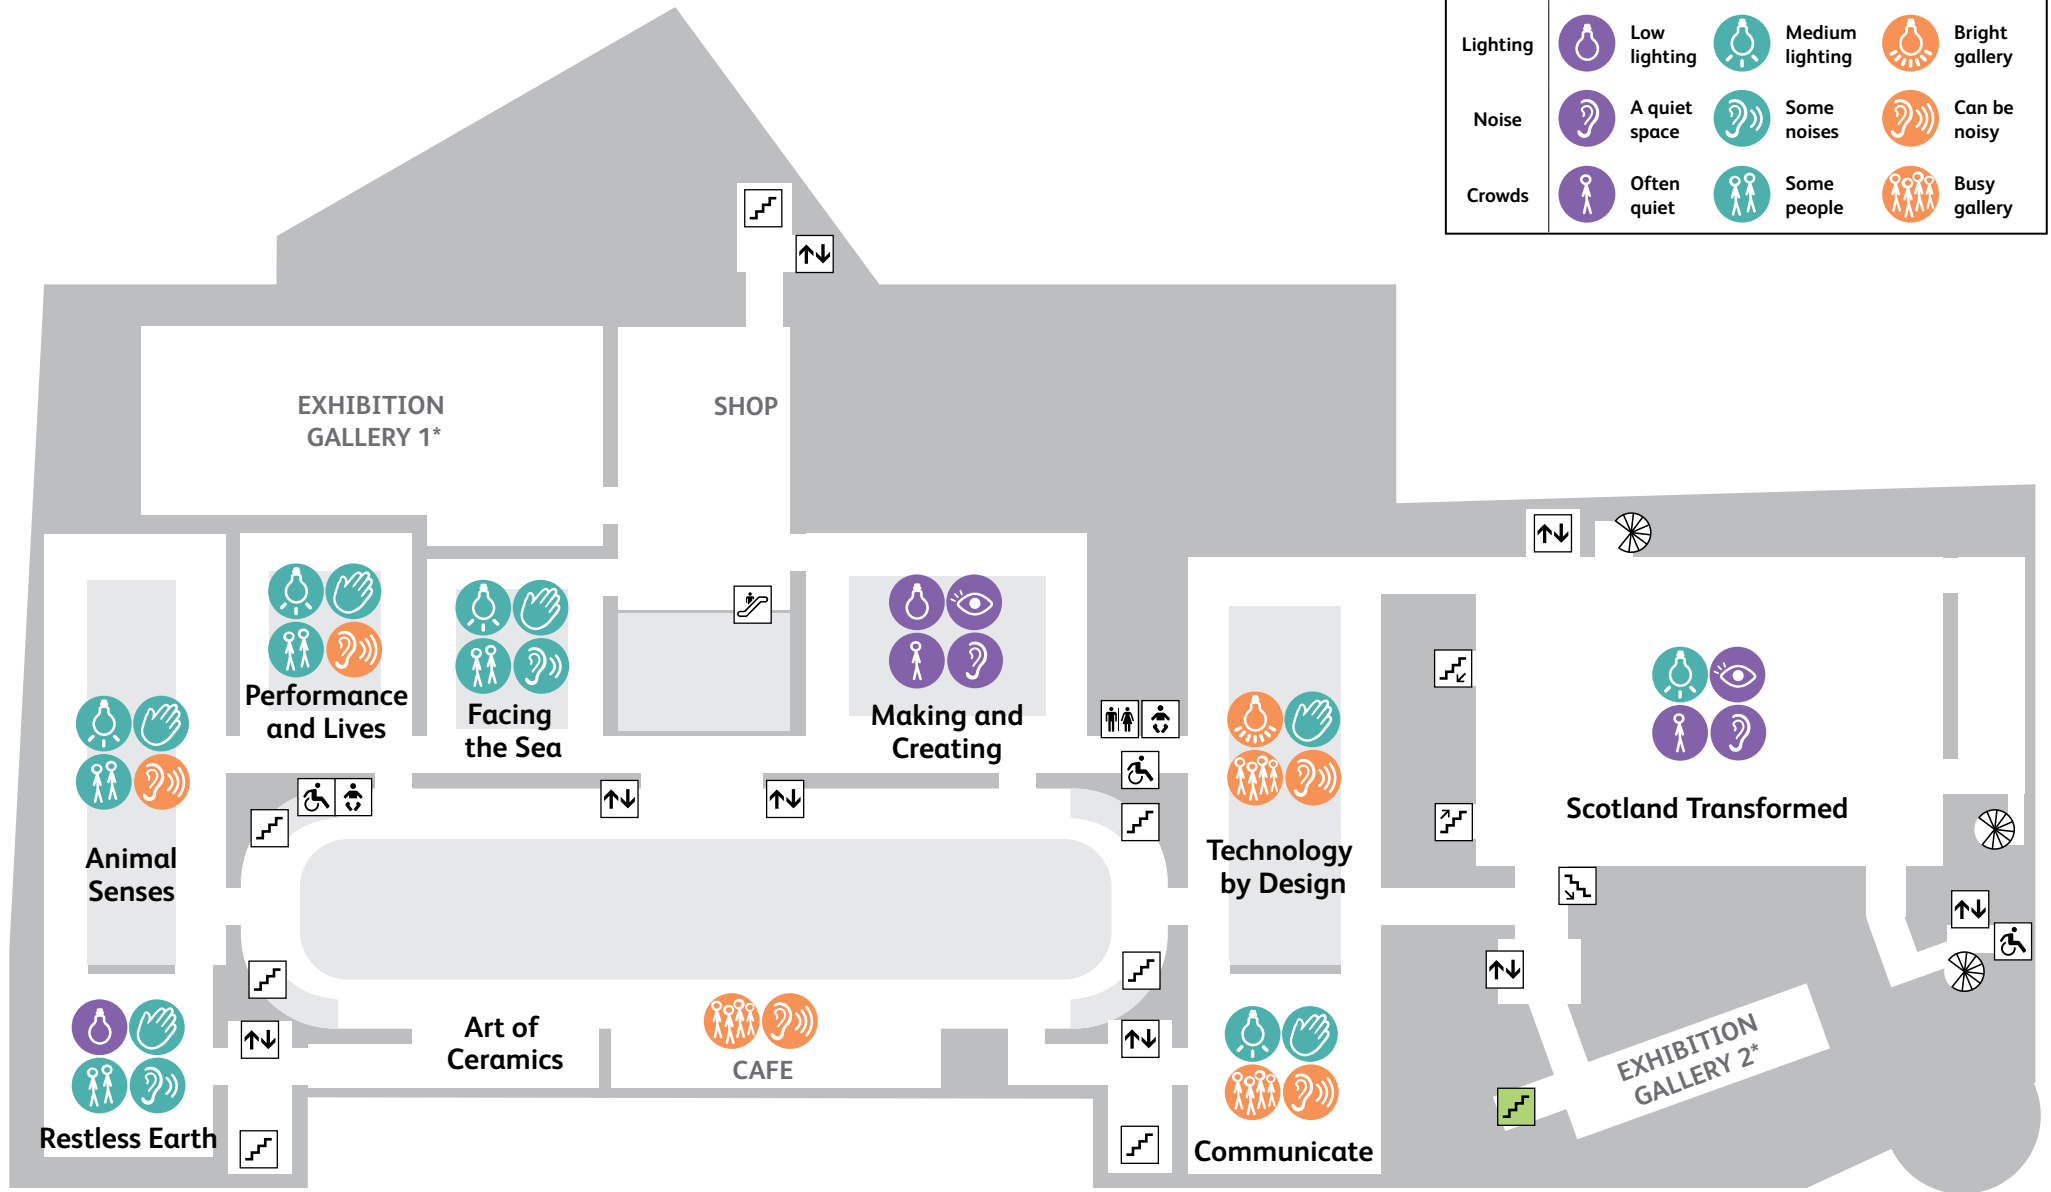 Lighting
Low
lighting
Medium
lighting
Bright
gallery
Noise
A quiet
space
Some
noises
Can be
noisy
Crowds
Often
quiet
Some
people
Busy
gallery
EXHIBITION
GALLERY 1*
SHOP
Performance
and Lives
Facing
the Sea
Making and
Creating
Animal
Senses
Technology
by Design
Scotland Transformed
Art of
Ceramics
CAFE
EXHIBITION
GALLERY 2*
Restless Earth
Communicate